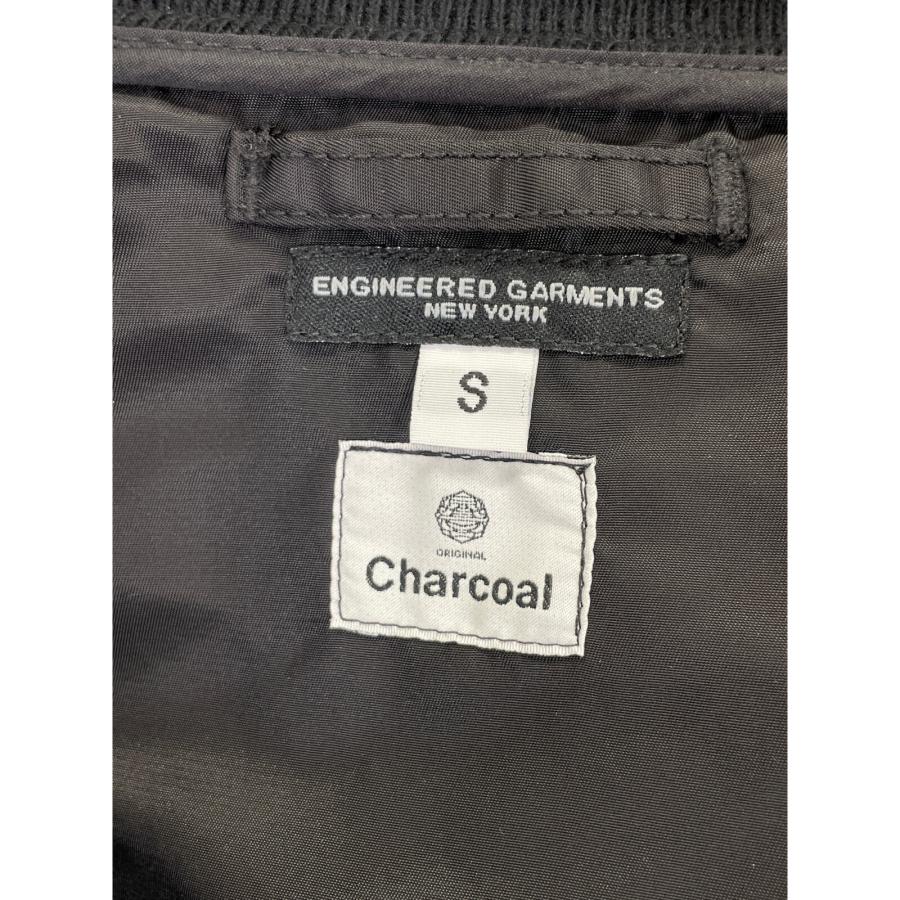 ENGINEERED GARMENTS
NEW YORK
S
ORIGINAL
Charcoal